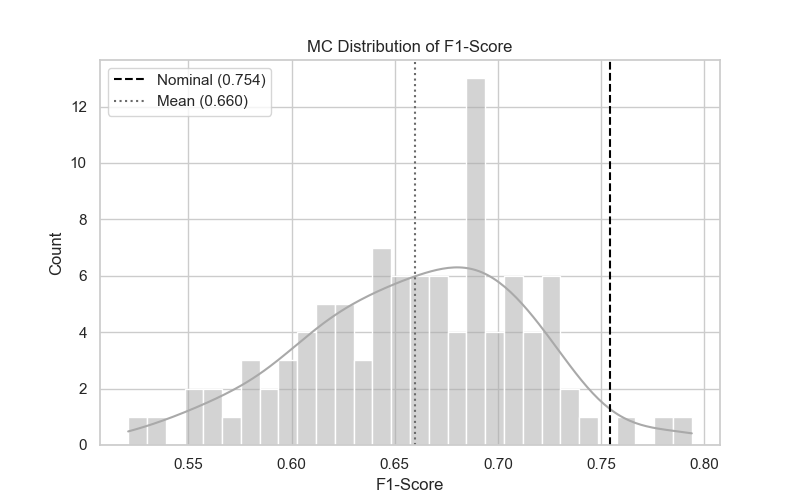 MC Distribution of F1-Score
Nominal (0.754)
Mean (0.660)
Count
12
10
8
6
4
2
0
0.55 0.60 0.65 0.70 0.75 0.80
F1-Score